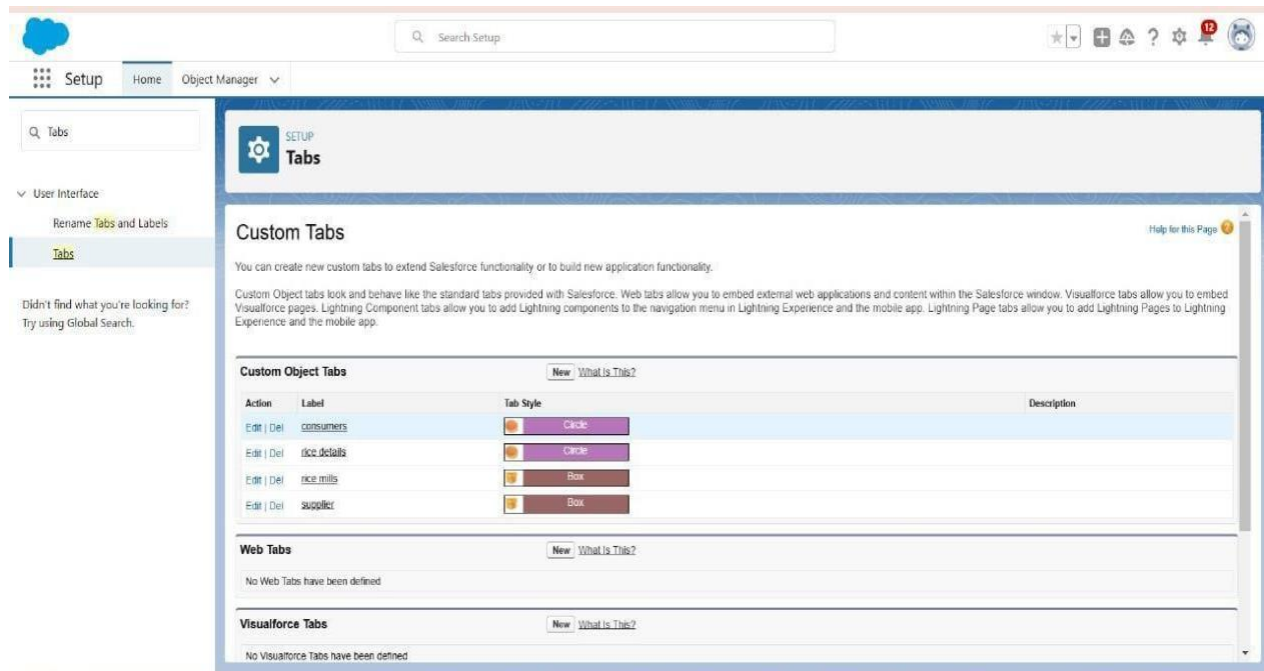 Search Setup
12
Setup
Home
Object Manager
Tabs
User Interface
Rename Tabs and Labels
Tabs
Didn't find what you're looking for?
Try using Global Search.
SETUP
Tabs
Custom Tabs
Help for this Page
You can create new custom tabs to extend Salesforce functionality or to build new application functionality.
Custom Object tabs look and behave like the standard tabs provided with Salesforce. Web tabs allow you to embed external web applications and content within the Salesforce window. Visualforce tabs allow you to embed
Visualforce pages. Lightning Component tabs allow you to add Lightning components to the navigation menu in Lightning Experience and the mobile app. Lightning Page tabs allow you to add Lightning Pages to Lightning
Experience and the mobile app.
Custom Object Tabs New What Is This?
Action Label Tab Style Description
Edit | Del consumers Circle
Edit | Del rice details Circle
Edit | Del rice mills Box
Edit | Del supplier Box
Web Tabs New What Is This?
No Web Tabs have been defined
Visualforce Tabs New What Is This?
No Visualforce Tabs have been defined